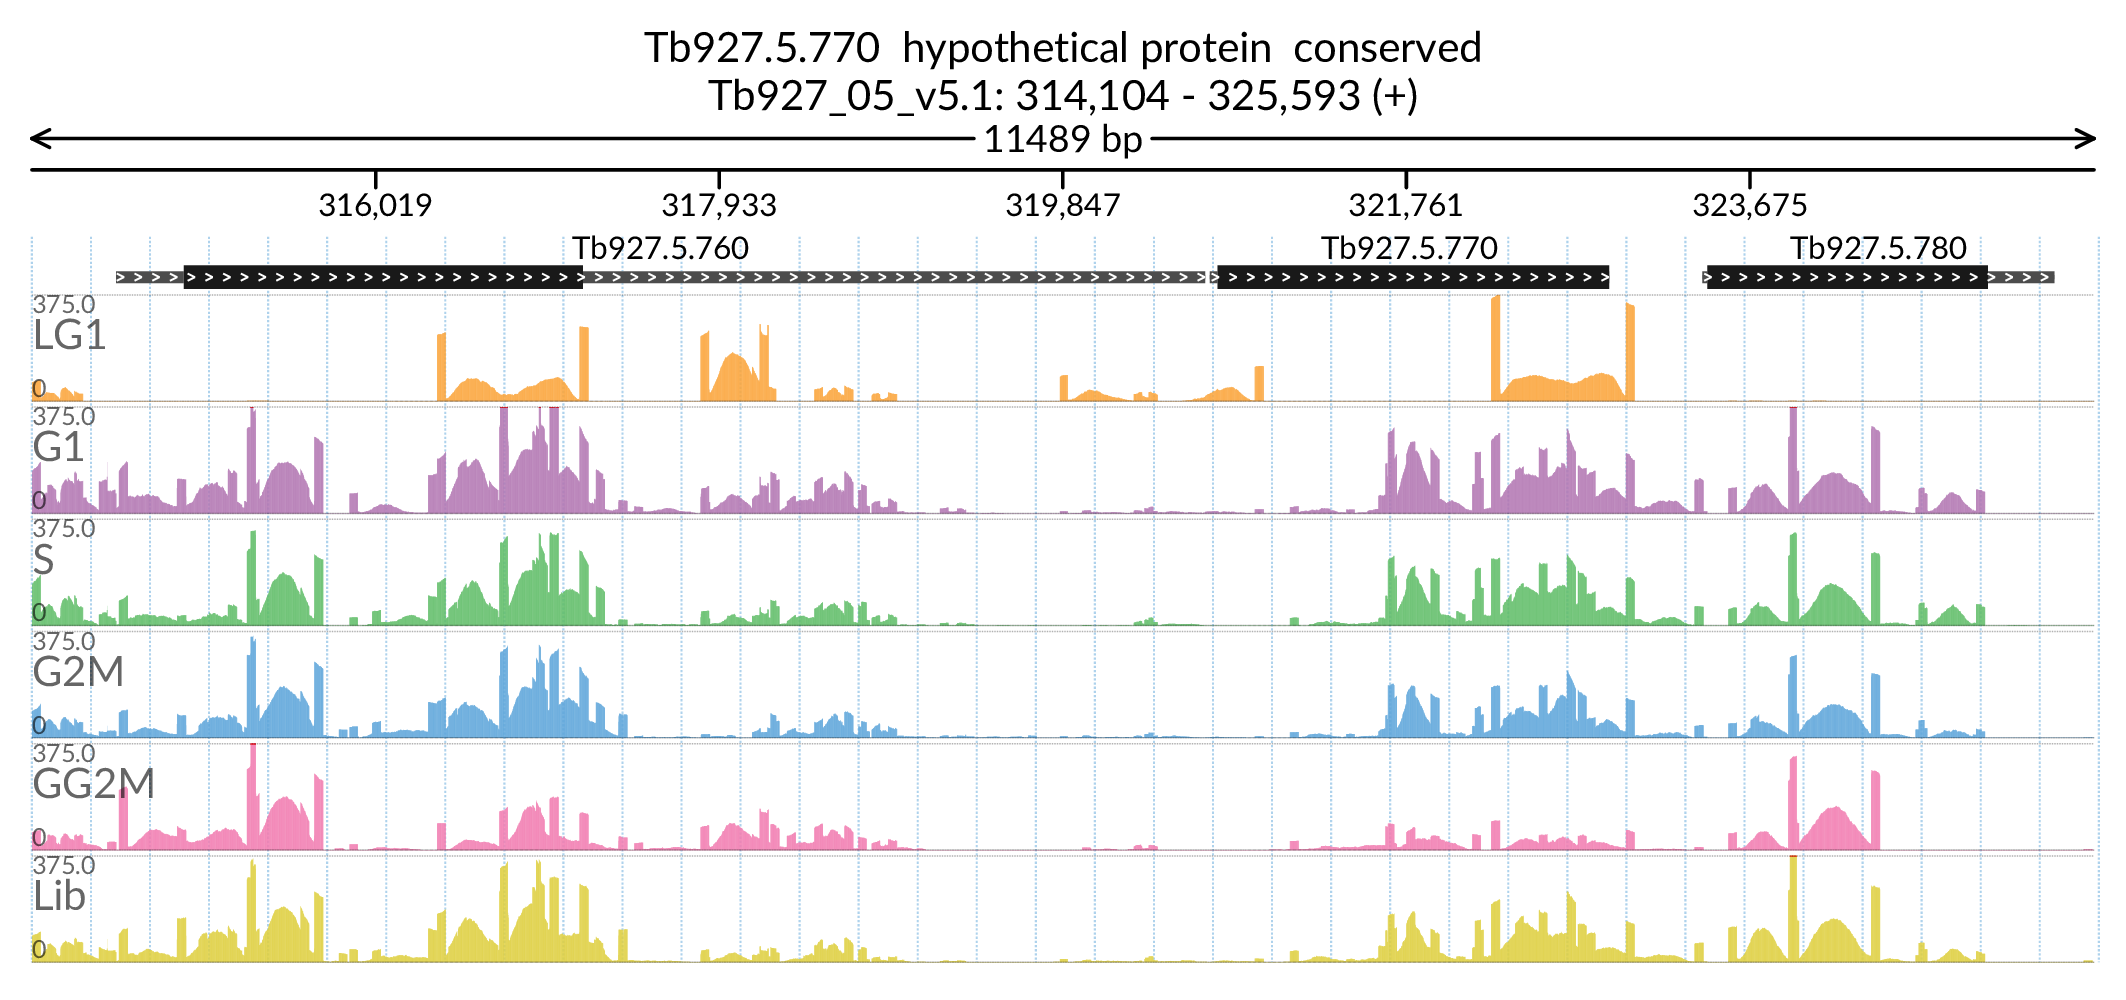 Tb927.5.770  hypothetical protein  conserved
Tb927_05_v5.1: 314,104 - 325,593 (+)
11489 bp
316,019 317,933 319,847 321,761 323,675
Tb927.5.760 Tb927.5.770 Tb927.5.780
375.0
LG1
0
375.0
G1
0
375.0
S
0
375.0
G2M
0
375.0
GG2M
0
375.0
Lib
0